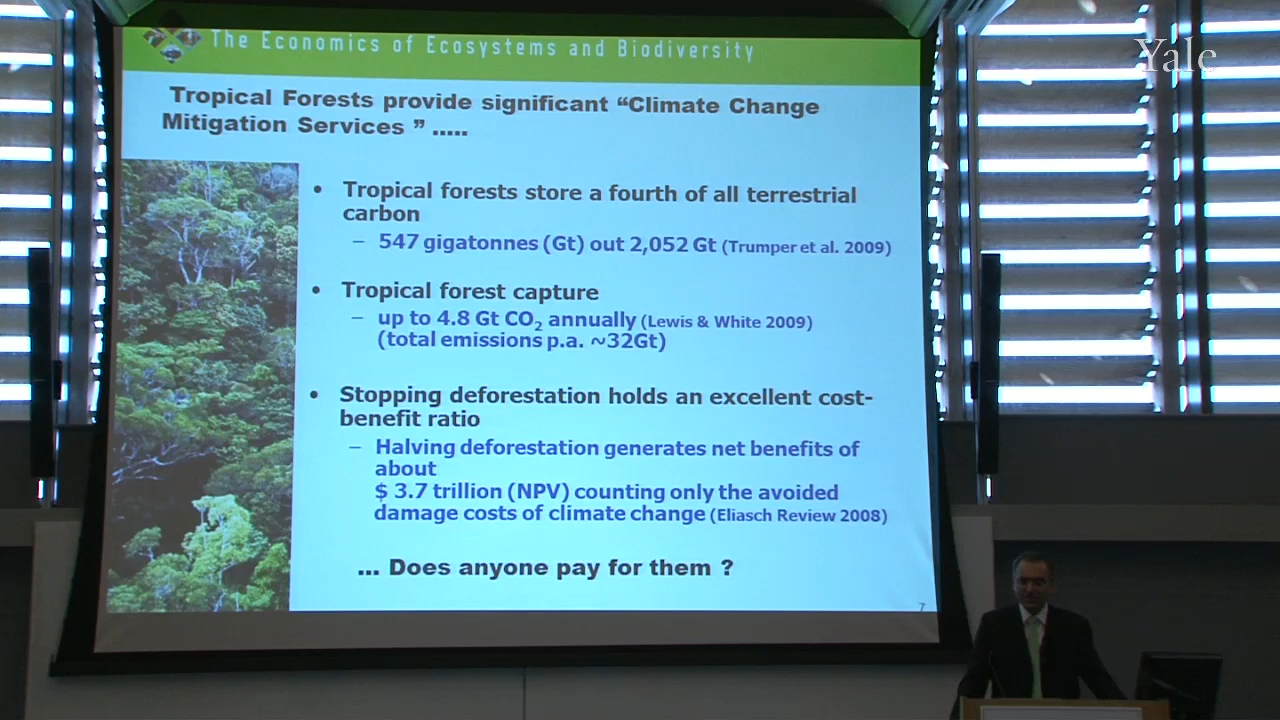 The Economics of Ecosystems and Biodiversity
Yale
Tropical Forests provide significant “Climate Change
Mitigation Services ” .....
• Tropical forests store a fourth of all terrestrial
carbon
– 547 gigatonnes (Gt) out 2,052 Gt (Trumper et al. 2009)
• Tropical forest capture
– up to 4.8 Gt CO₂ annually (Lewis & White 2009)
(total emissions p.a. ~32Gt)
• Stopping deforestation holds an excellent cost-
benefit ratio
– Halving deforestation generates net benefits of
about
$ 3.7 trillion (NPV) counting only the avoided
damage costs of climate change (Eliasch Review 2008)
... Does anyone pay for them ?
7